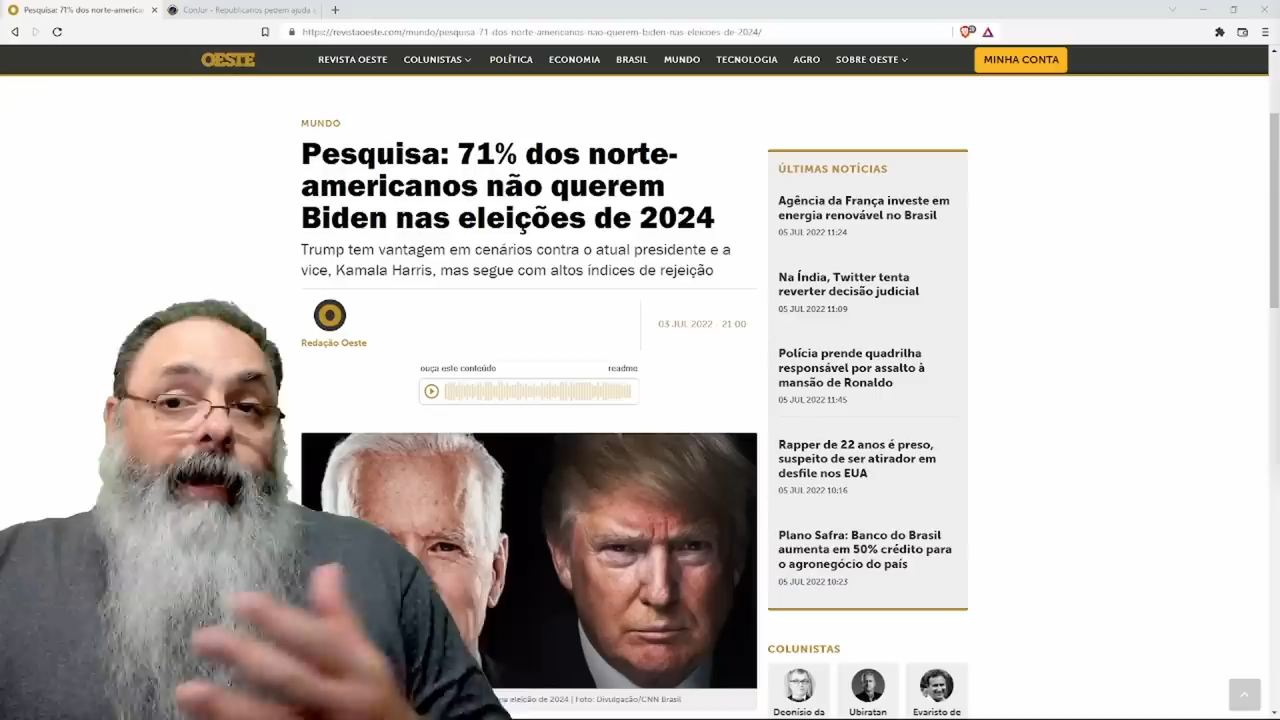 Pesquisa: 71% dos norte-america
ConJur - Republicanos pedem ajuda
https://revistaoeste.com/mundo/pesquisa-71-dos-norte-americanos-nao-querem-biden-nas-eleicoes-de-2024/
OESTE
REVISTA OESTE COLUNISTAS POLÍTICA ECONOMIA BRASIL MUNDO TECNOLOGIA AGRO SOBRE OESTE
MINHA CONTA
MUNDO
Pesquisa: 71% dos norte-
americanos não querem
Biden nas eleições de 2024
Trump tem vantagem em cenários contra o atual presidente e a
vice, Kamala Harris, mas segue com altos índices de rejeição
Redação Oeste
03 JUL 2022 - 21:00
ouça este conteúdo
readme
na eleição de 2024 | Foto: Divulgação/CNN Brasil
ÚLTIMAS NOTÍCIAS
Agência da França investe em
energia renovável no Brasil
05 JUL 2022 11:24
Na Índia, Twitter tenta
reverter decisão judicial
05 JUL 2022 11:09
Polícia prende quadrilha
responsável por assalto à
mansão de Ronaldo
05 JUL 2022 11:45
Rapper de 22 anos é preso,
suspeito de ser atirador em
desfile nos EUA
05 JUL 2022 10:16
Plano Safra: Banco do Brasil
aumenta em 50% crédito para
o agronegócio do país
05 JUL 2022 10:23
COLUNISTAS
Deonísio da
Ubiratan
Evaristo de